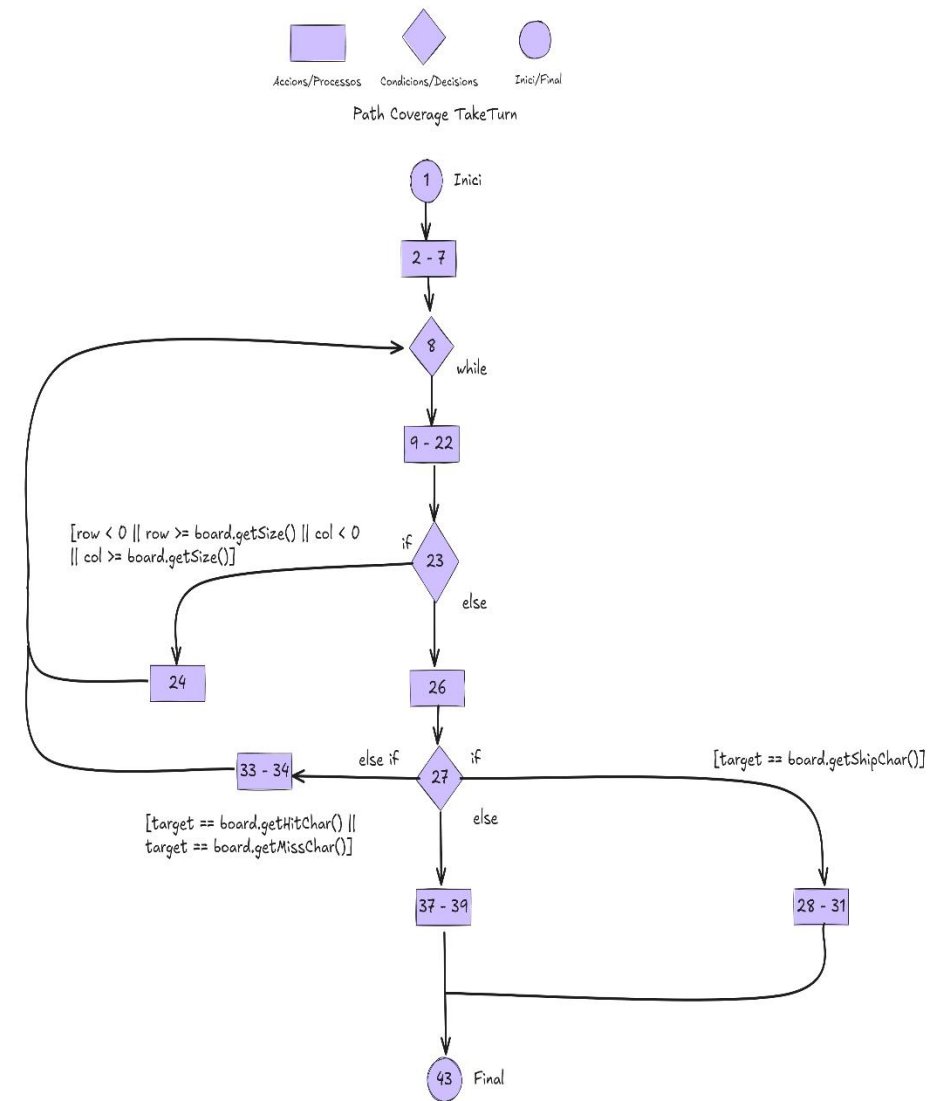 Accions/Processos
Condicions/Decisions
Inici/Final
Path Coverage TakeTurn
1
Inici
2 - 7
8
while
9 - 22
[row < 0 || row >= board.getSize() || col < 0
|| col >= board.getSize()]
if
23
else
24
26
else if
if
[target == board.getShipChar()]
33 - 34
27
else
[target == board.getHitChar() ||
target == board.getMissChar()]
37 - 39
28 - 31
43
Final